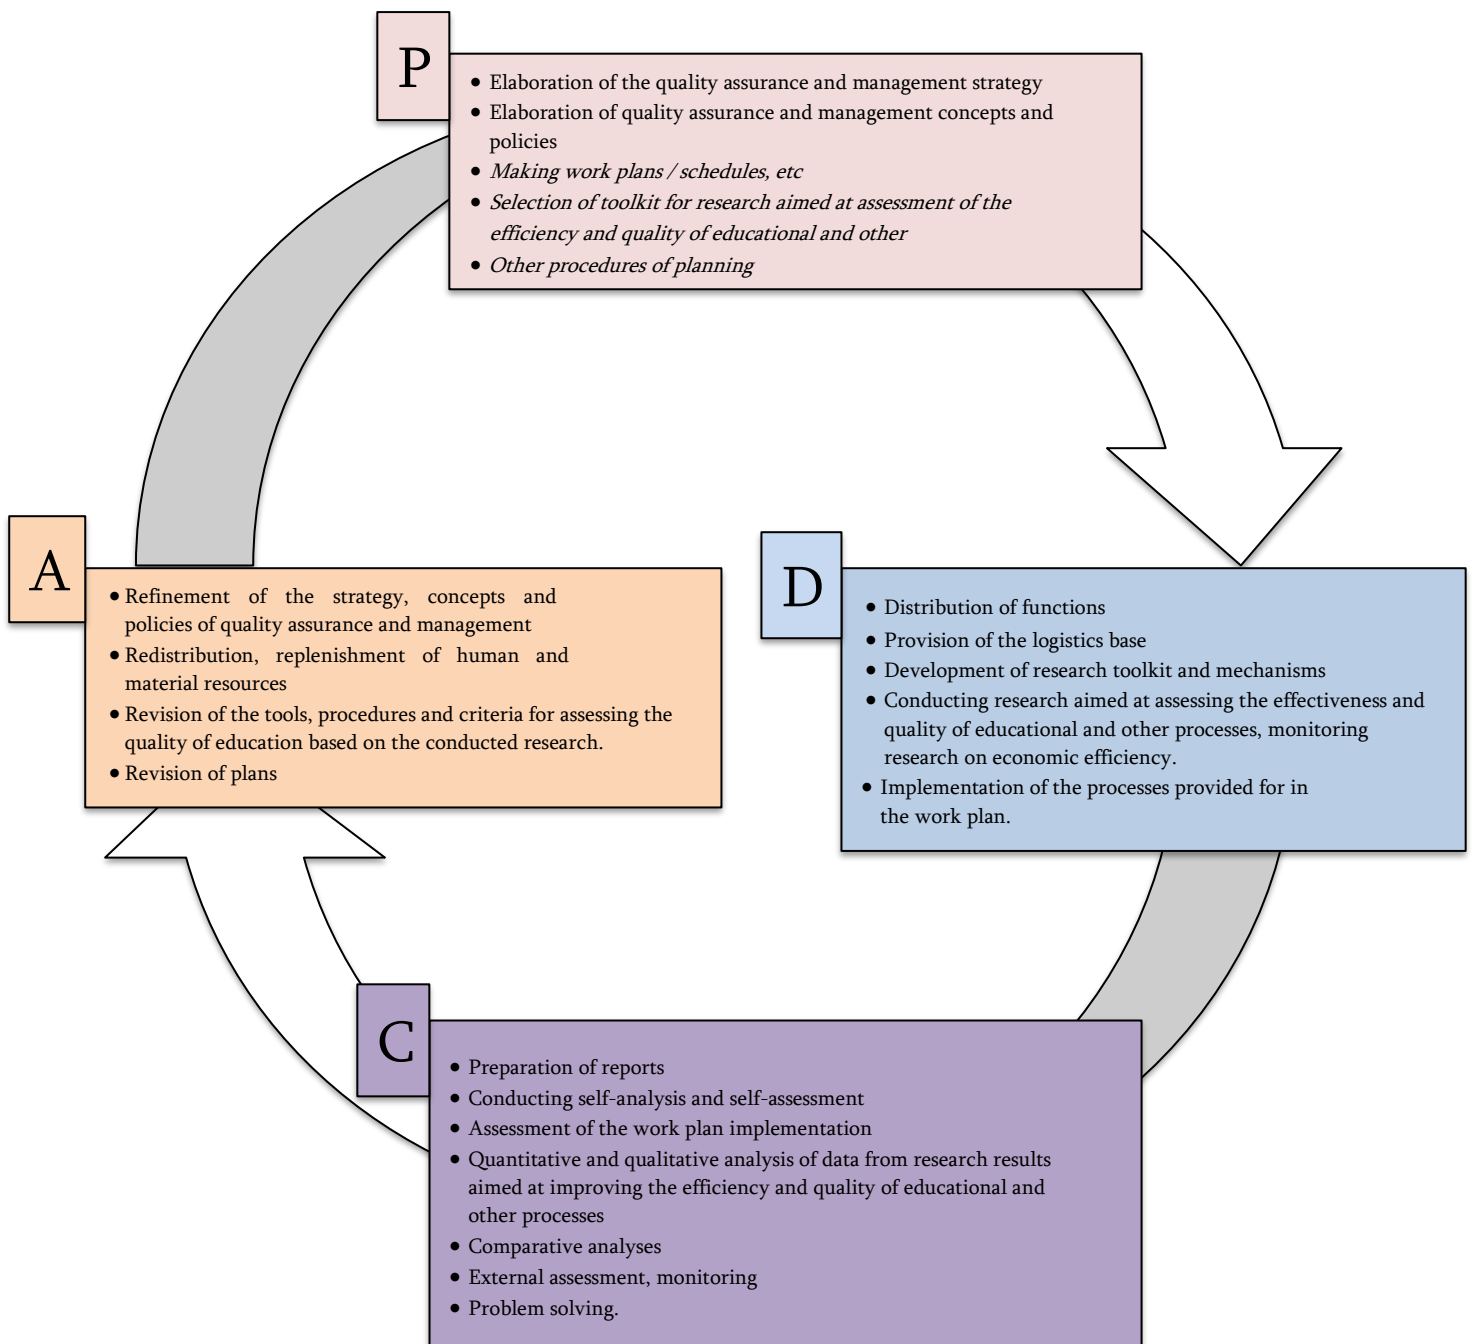 P
• Elaboration of the quality assurance and management strategy
• Elaboration of quality assurance and management concepts and
policies
• Making work plans / schedules, etc
• Selection of toolkit for research aimed at assessment of the
efficiency and quality of educational and other
• Other procedures of planning
A
• Refinement of the strategy, concepts and
policies of quality assurance and management
• Redistribution, replenishment of human and
material resources
• Revision of the tools, procedures and criteria for assessing the
quality of education based on the conducted research.
• Revision of plans
D
• Distribution of functions
• Provision of the logistics base
• Development of research toolkit and mechanisms
• Conducting research aimed at assessing the effectiveness and
quality of educational and other processes, monitoring
research on economic efficiency.
• Implementation of the processes provided for in
the work plan.
C
• Preparation of reports
• Conducting self-analysis and self-assessment
• Assessment of the work plan implementation
• Quantitative and qualitative analysis of data from research results
aimed at improving the efficiency and quality of educational and
other processes
• Comparative analyses
• External assessment, monitoring
• Problem solving.